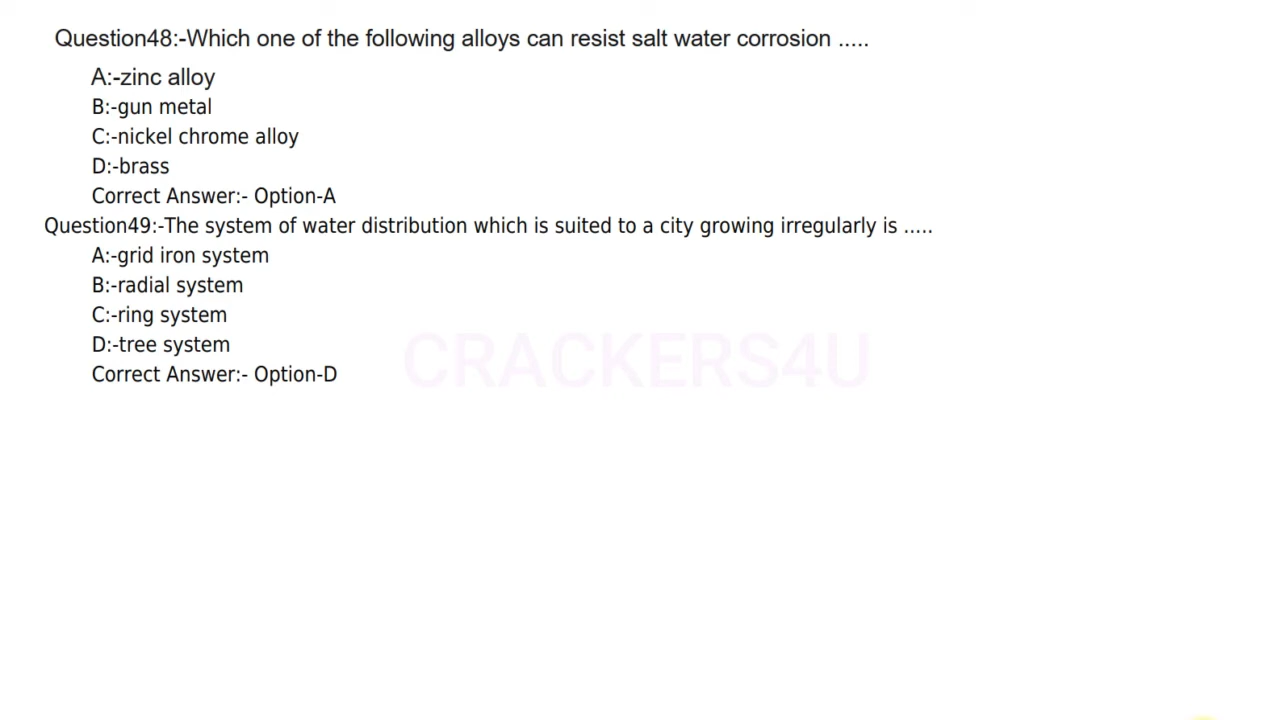 Question48:-Which one of the following alloys can resist salt water corrosion .....
A:-zinc alloy
B:-gun metal
C:-nickel chrome alloy
D:-brass
Correct Answer:- Option-A
Question49:-The system of water distribution which is suited to a city growing irregularly is .....
A:-grid iron system
B:-radial system
C:-ring system
D:-tree system
CRACKERS4U
Correct Answer:- Option-D